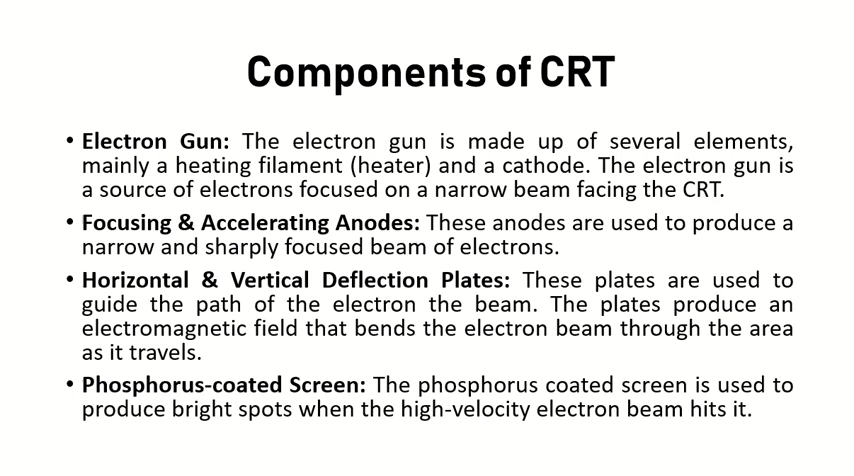 Components of CRT
• Electron Gun: The electron gun is made up of several elements,
mainly a heating filament (heater) and a cathode. The electron gun is
a source of electrons focused on a narrow beam facing the CRT.
• Focusing & Accelerating Anodes: These anodes are used to produce a
narrow and sharply focused beam of electrons.
• Horizontal & Vertical Deflection Plates: These plates are used to
guide the path of the electron the beam. The plates produce an
electromagnetic field that bends the electron beam through the area
as it travels.
• Phosphorus-coated Screen: The phosphorus coated screen is used to
produce bright spots when the high-velocity electron beam hits it.